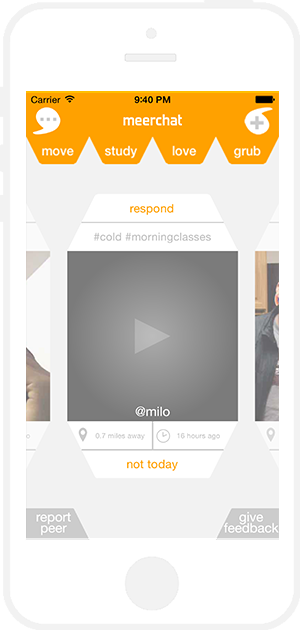 Carrier 9:40 PM
meerchat
move study love grub
respond
#cold #morningclasses
@milo
0.7 miles away 16 hours ago
not today
report
peer
give
feedback